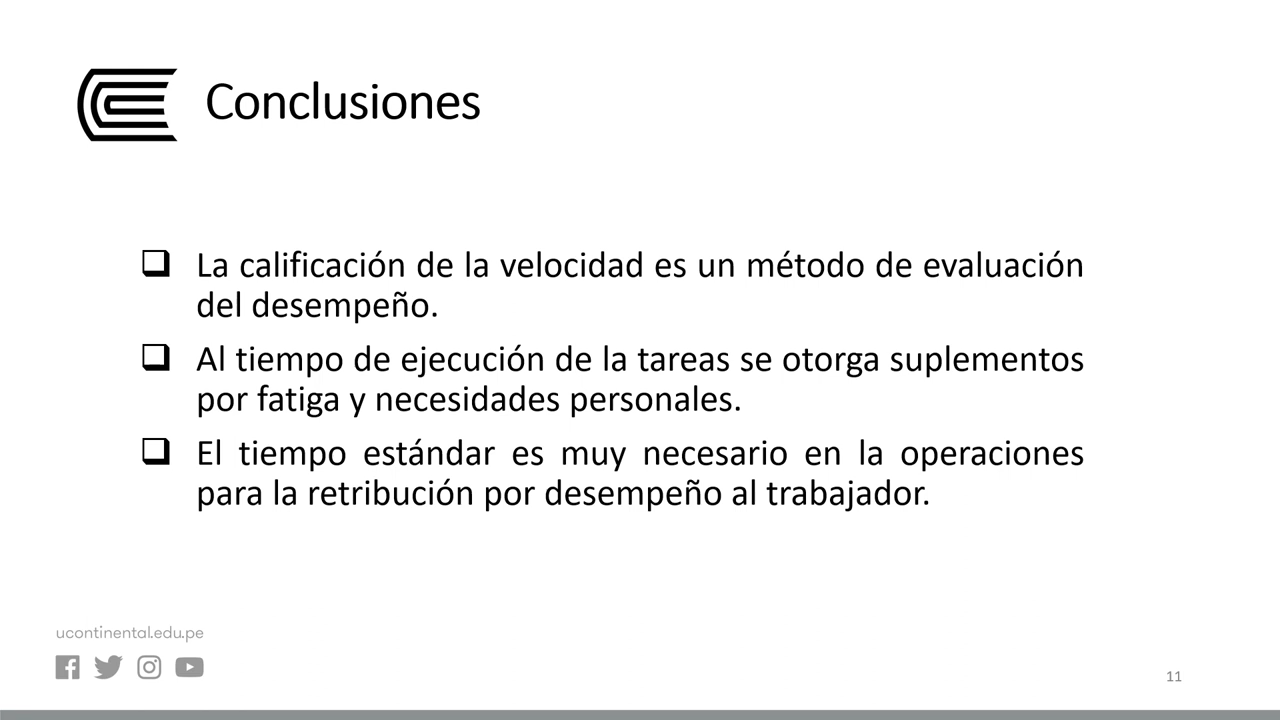 Conclusiones
La calificación de la velocidad es un método de evaluación
del desempeño.
Al tiempo de ejecución de la tareas se otorga suplementos
por fatiga y necesidades personales.
El tiempo estándar es muy necesario en la operaciones
para la retribución por desempeño al trabajador.
ucontinental.edu.pe
11